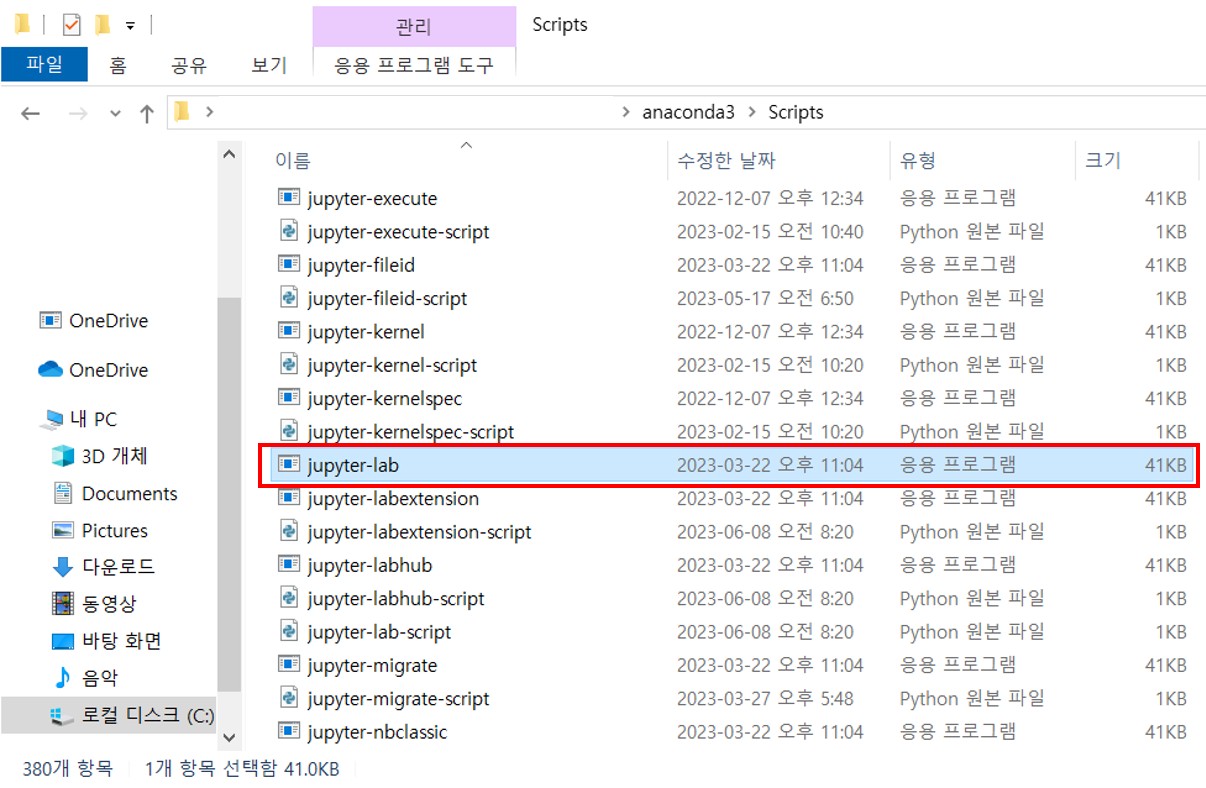 관리 Scripts
파일 홈 공유 보기 응용 프로그램 도구
anaconda3 Scripts
이름 수정한 날짜 유형 크기
jupyter-execute 2022-12-07 오후 12:34 응용 프로그램 41KB
jupyter-execute-script 2023-02-15 오전 10:40 Python 원본 파일 1KB
jupyter-fileid 2023-03-22 오후 11:04 응용 프로그램 41KB
jupyter-fileid-script 2023-05-17 오전 6:50 Python 원본 파일 1KB
jupyter-kernel 2022-12-07 오후 12:34 응용 프로그램 41KB
jupyter-kernel-script 2023-02-15 오전 10:20 Python 원본 파일 1KB
jupyter-kernelspec 2022-12-07 오후 12:34 응용 프로그램 41KB
jupyter-kernelspec-script 2023-02-15 오전 10:20 Python 원본 파일 1KB
jupyter-lab 2023-03-22 오후 11:04 응용 프로그램 41KB
jupyter-labextension 2023-03-22 오후 11:04 응용 프로그램 41KB
jupyter-labextension-script 2023-06-08 오전 8:20 Python 원본 파일 1KB
jupyter-labhub 2023-03-22 오후 11:04 응용 프로그램 41KB
jupyter-labhub-script 2023-06-08 오전 8:20 Python 원본 파일 1KB
jupyter-lab-script 2023-06-08 오전 8:20 Python 원본 파일 1KB
jupyter-migrate 2023-03-22 오후 11:04 응용 프로그램 41KB
jupyter-migrate-script 2023-03-27 오후 5:48 Python 원본 파일 1KB
jupyter-nbclassic 2023-03-22 오후 11:04 응용 프로그램 41KB
OneDrive
OneDrive
내 PC
3D 개체
Documents
Pictures
다운로드
동영상
바탕 화면
음악
로컬 디스크 (C:)
380개 항목 1개 항목 선택함 41.0KB